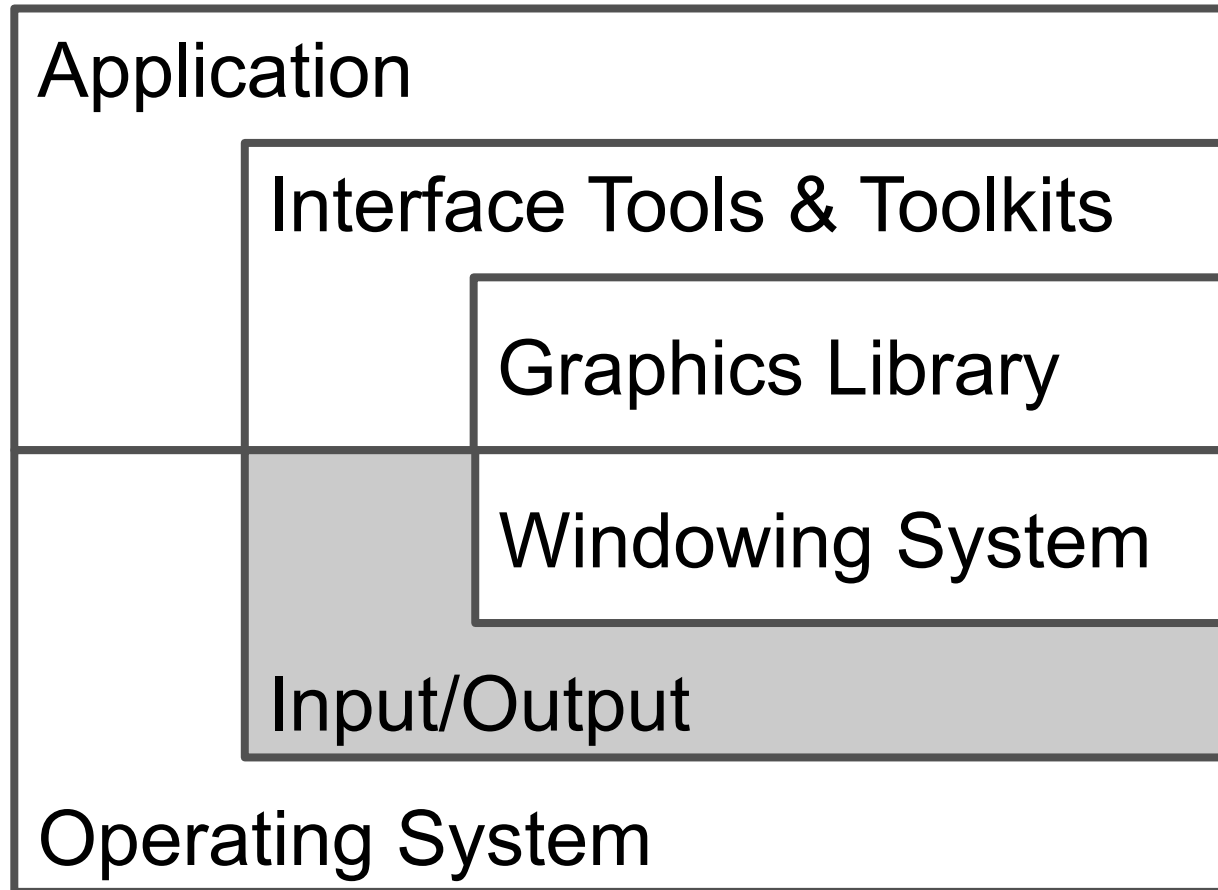 Application
Interface Tools & Toolkits
Graphics Library
Windowing System
Input/Output
Operating System